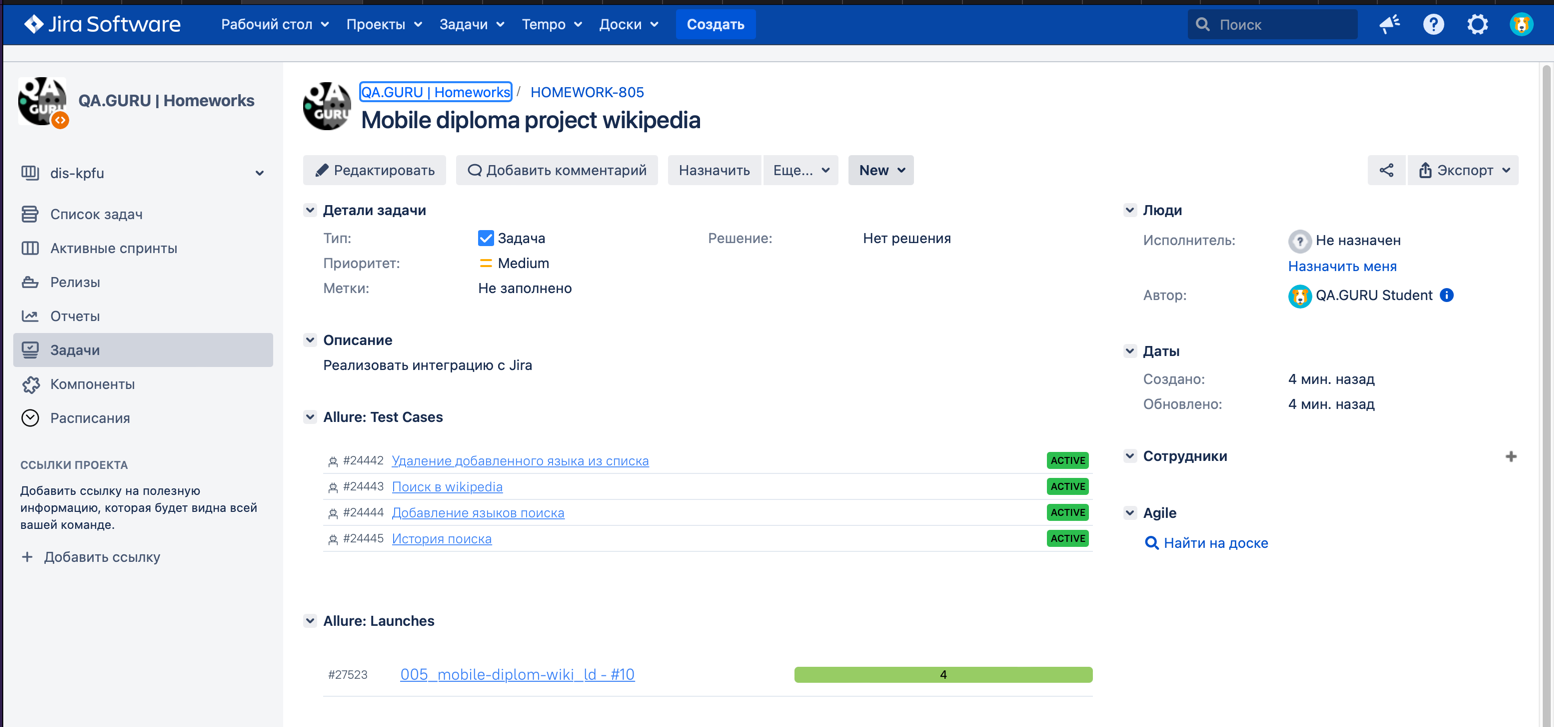 Jira Software Рабочий стол Проекты Задачи Tempo Доски Создать Поиск
QA GURU
QA.GURU | Homeworks
dis-kpfu
Список задач
Активные спринты
Релизы
Отчеты
Задачи
Компоненты
Расписания
ССЫЛКИ ПРОЕКТА
Добавить ссылку на полезную
информацию, которая будет видна всей
вашей команде.
+ Добавить ссылку
QA GURU
QA.GURU | Homeworks / HOMEWORK-805
Mobile diploma project wikipedia
Редактировать Добавить комментарий Назначить Еще... New Экспорт
Детали задачи
Тип: Задача Решение: Нет решения
Приоритет: Medium
Метки: Не заполнено
Описание
Реализовать интеграцию с Jira
Allure: Test Cases
#24442 Удаление добавленного языка из списка ACTIVE
#24443 Поиск в wikipedia ACTIVE
#24444 Добавление языков поиска ACTIVE
#24445 История поиска ACTIVE
Allure: Launches
#27523 005_mobile-diplom-wiki_ld - #10 4
Люди
Исполнитель: Не назначен
Назначить меня
Автор: QA.GURU Student
Даты
Создано: 4 мин. назад
Обновлено: 4 мин. назад
Сотрудники +
Agile
Найти на доске